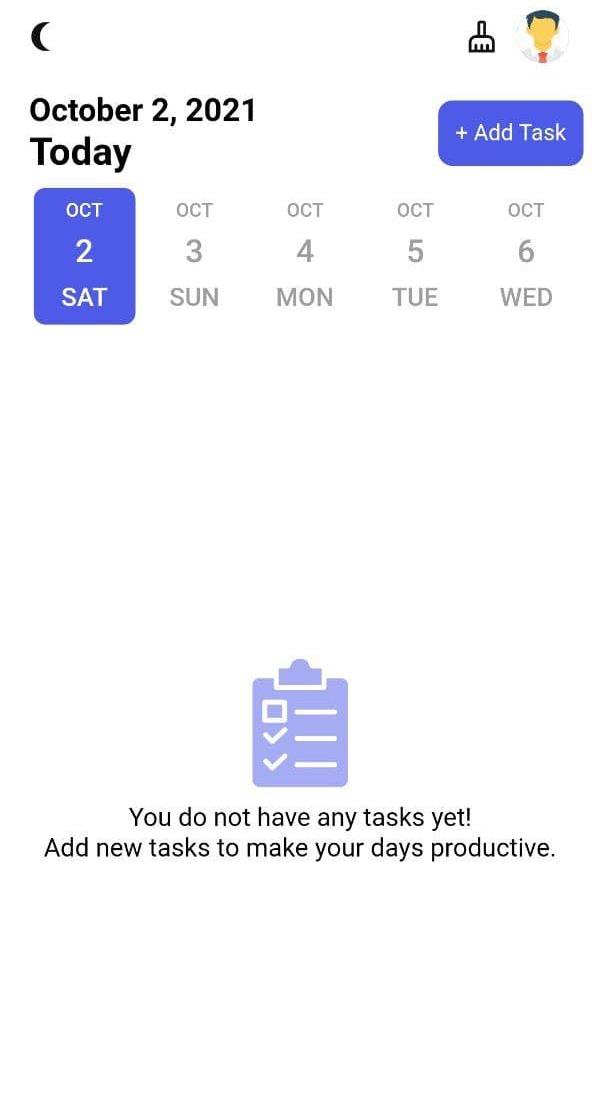 October 2, 2021
Today
+ Add Task
OCT OCT OCT OCT OCT
2 3 4 5 6
SAT SUN MON TUE WED
You do not have any tasks yet!
Add new tasks to make your days productive.